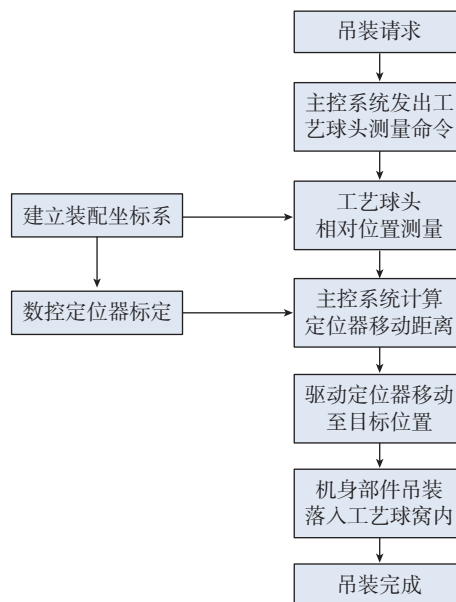 吊装请求
主控系统发出工
艺球头测量命令
建立装配坐标系
工艺球头
相对位置测量
数控定位器标定
主控系统计算
定位器移动距离
驱动定位器移动
至目标位置
机身部件吊装
落入工艺球窝内
吊装完成